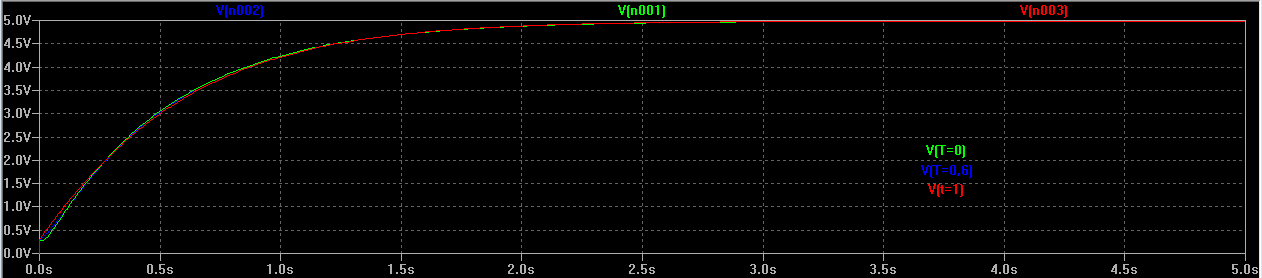 V(n002) V(n001) V(n003)
5.0V
4.5V
4.0V
3.5V
3.0V
2.5V
2.0V
1.5V
1.0V
0.5V
0.0V
V(T=0)
V(T=0.6)
V(t=1)
0.0s 0.5s 1.0s 1.5s 2.0s 2.5s 3.0s 3.5s 4.0s 4.5s 5.0s